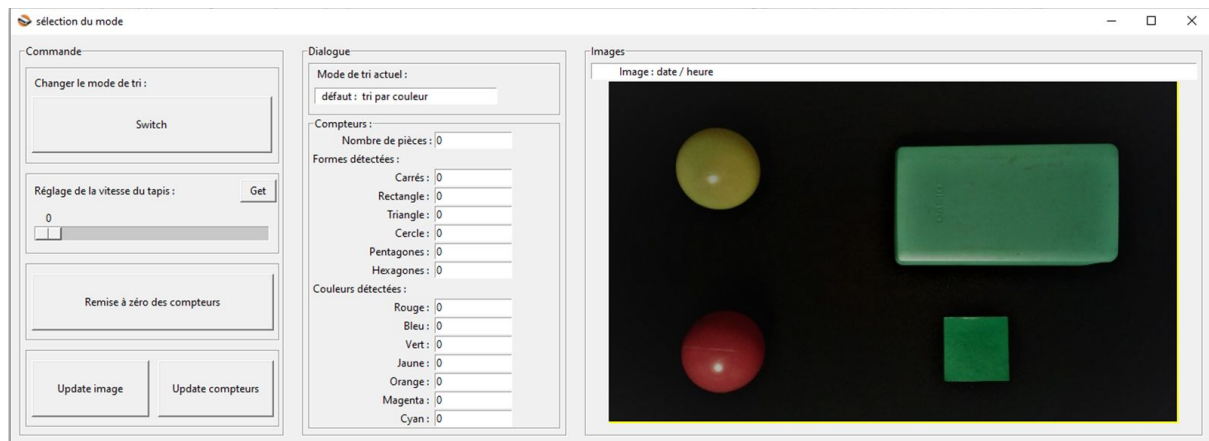 sélection du mode
Commande
Changer le mode de tri :
Switch
Réglage de la vitesse du tapis :
Get
0
Remise à zéro des compteurs
Update image
Update compteurs
Dialogue
Mode de tri actuel :
défaut : tri par couleur
Compteurs :
Nombre de pièces : 0
Formes détectées :
Carrés : 0
Rectangle : 0
Triangle : 0
Cercle : 0
Pentagones : 0
Hexagones : 0
Couleurs détectées :
Rouge : 0
Bleu : 0
Vert : 0
Jaune : 0
Orange : 0
Magenta : 0
Cyan : 0
Images
Image : date / heure